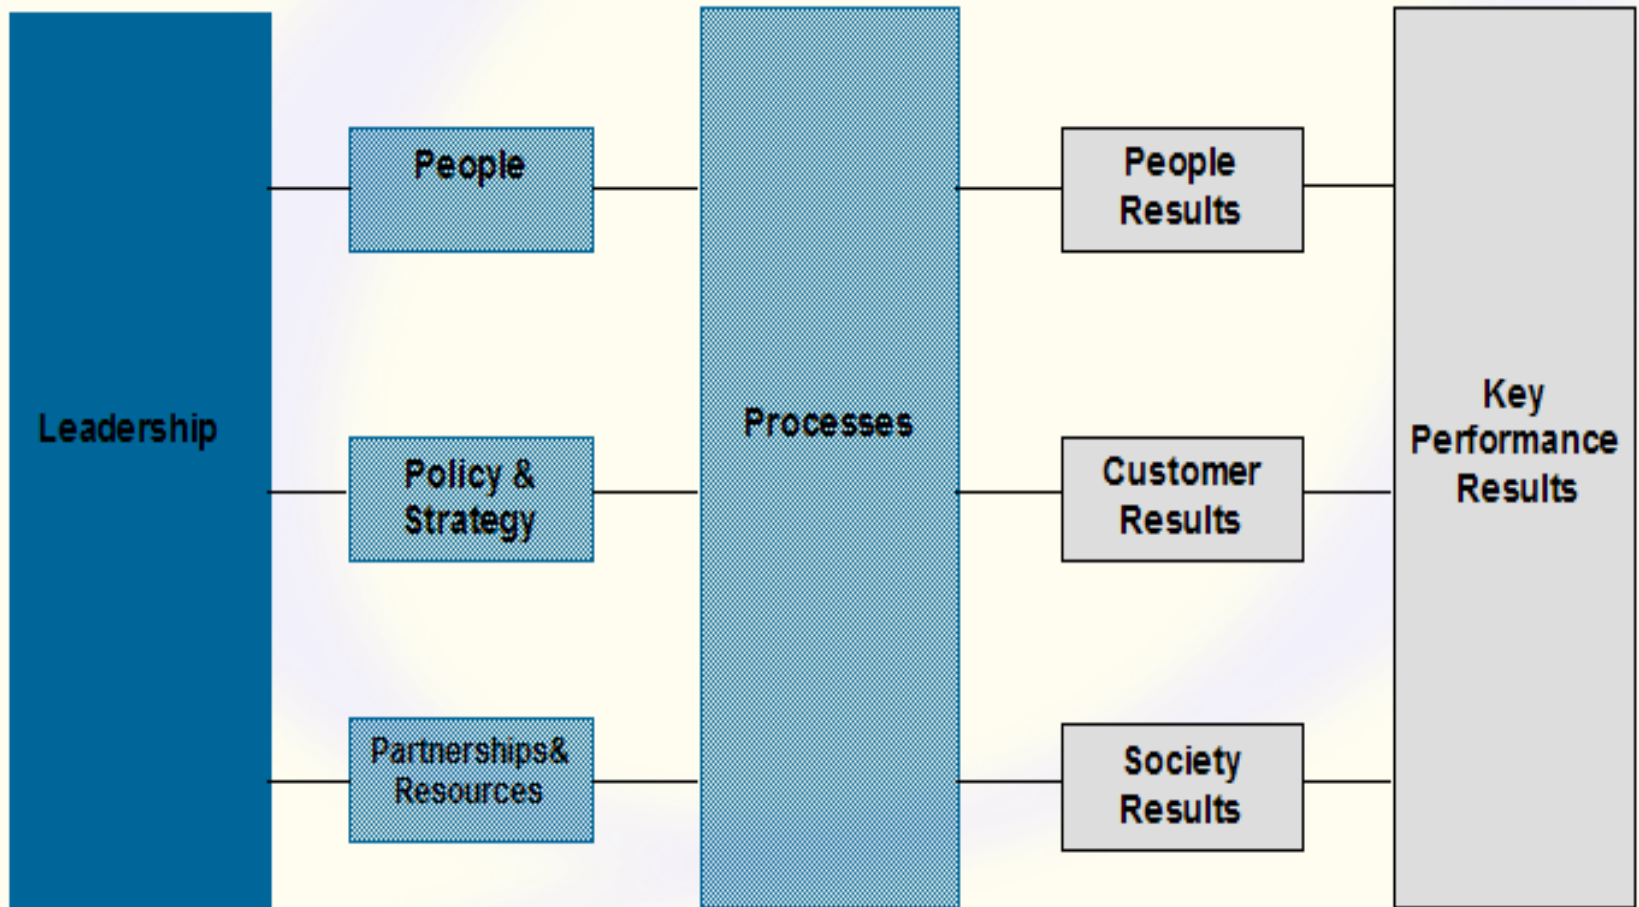 Leadership
People
Policy &
Strategy
Partnerships&
Resources
Processes
People
Results
Customer
Results
Society
Results
Key
Performance
Results